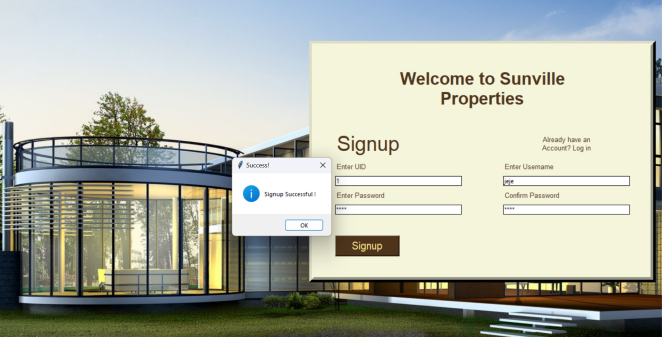 Welcome to Sunville
Properties
Signup
Already have an
Account? Log in
Enter UID
Enter Username
1
jeje
Enter Password
Confirm Password
****
****
Signup
Success!
Signup Successful !
OK